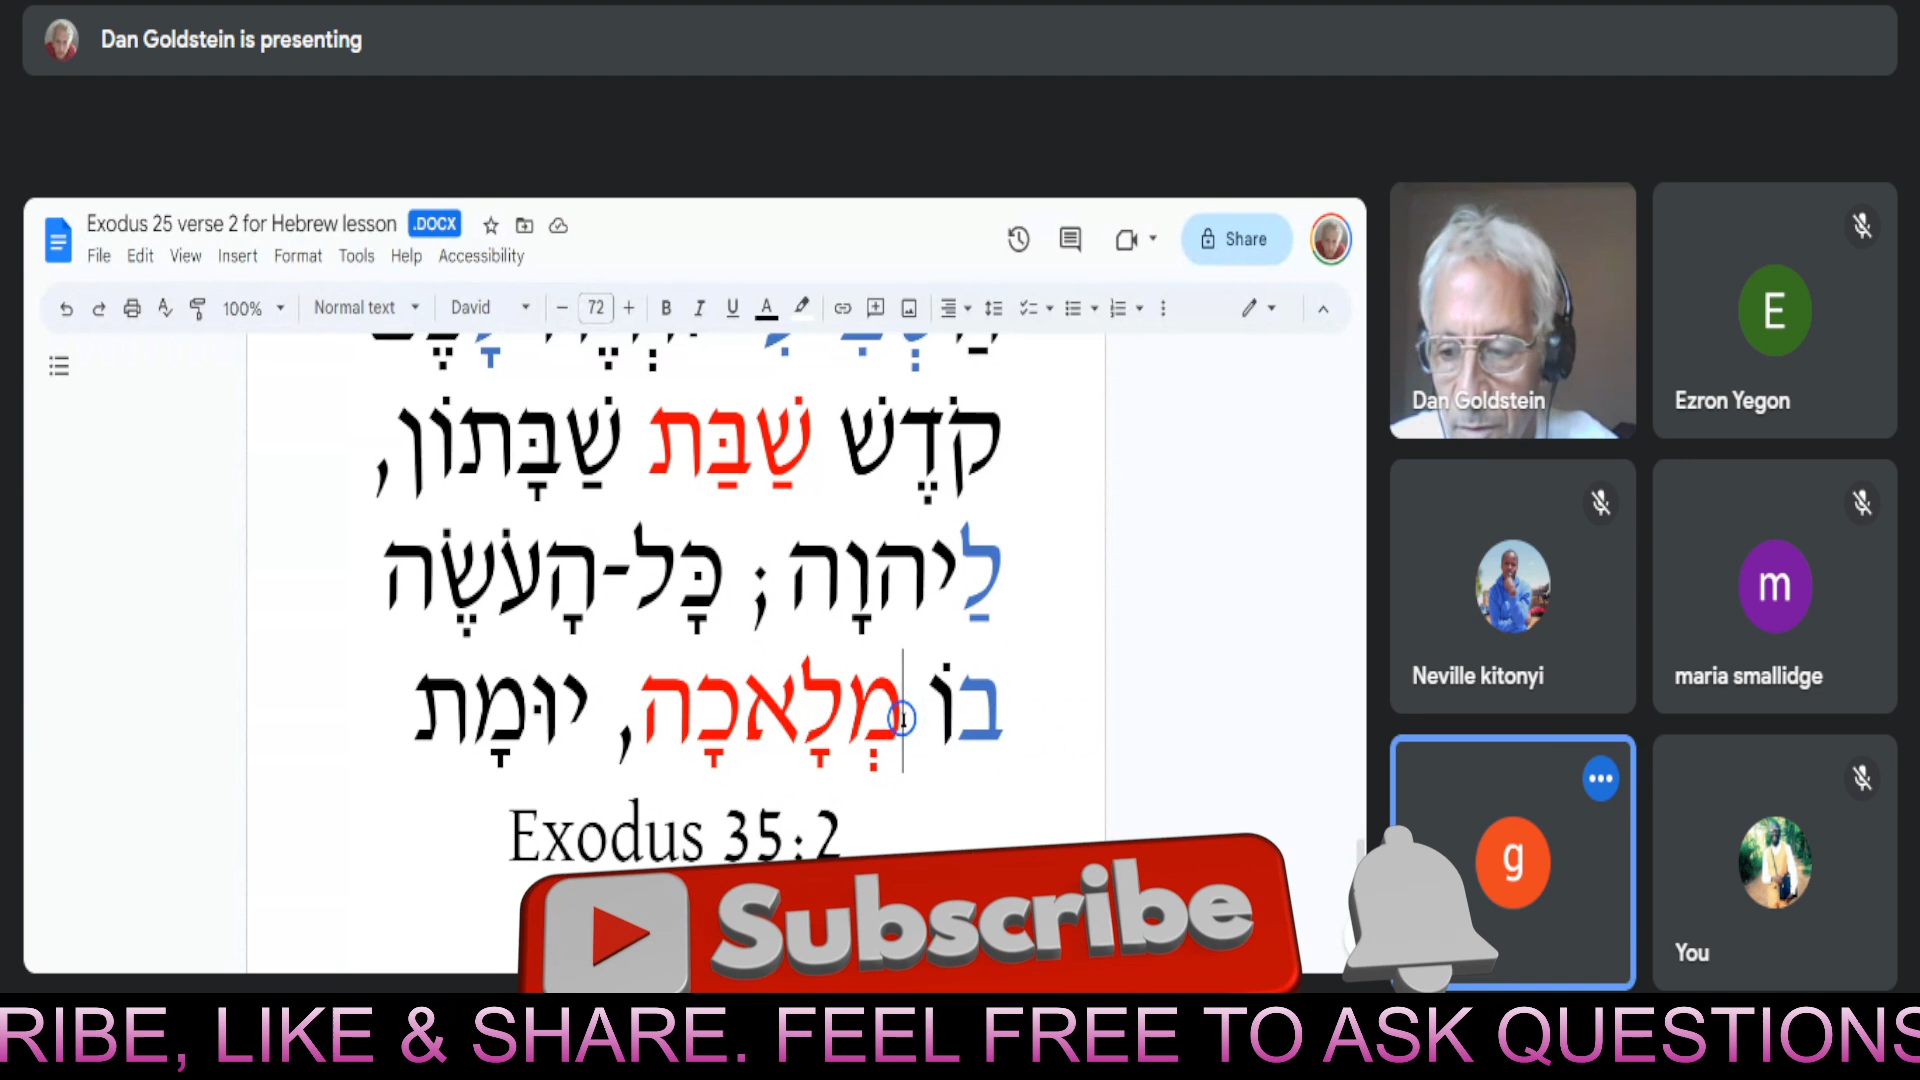 Dan Goldstein is presenting
Exodus 25 verse 2 for Hebrew lesson .DOCX
File Edit View Insert Format Tools Help Accessibility
Share
100% Normal text David 72 B I U A
קֹדֶשׁ שַׁבַּת שַׁבָּתוֹן,
לַיהוָה; כָּל-הָעֹשֶׂה
בוֹ מְלָאכָה, יוּמָת
Exodus 35:2
Dan Goldstein
E
Ezron Yegon
Neville kitonyi
m
maria smallidge
g
You
Subscribe
RIBE, LIKE & SHARE. FEEL FREE TO ASK QUESTIONS